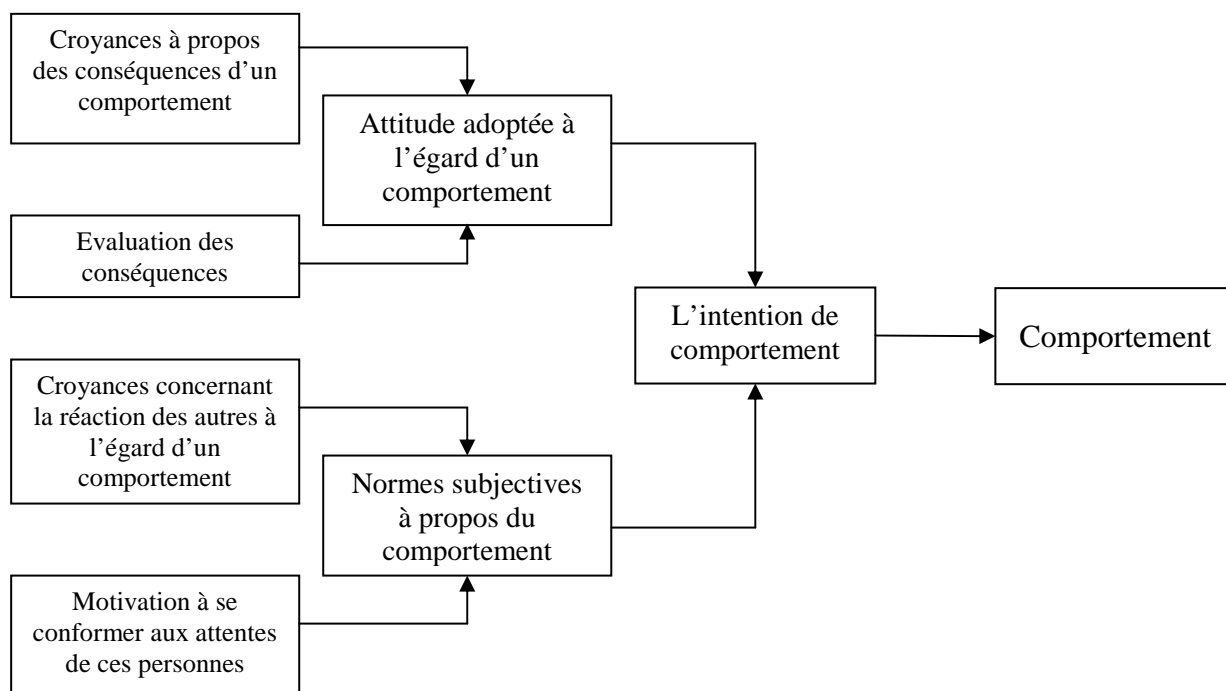 Croyances à propos
des conséquences d’un
comportement
Attitude adoptée à
l’égard d’un
comportement
Evaluation des
conséquences
L’intention de
comportement
Comportement
Croyances concernant
la réaction des autres à
l’égard d’un
comportement
Normes subjectives
à propos du
comportement
Motivation à se
conformer aux attentes
de ces personnes